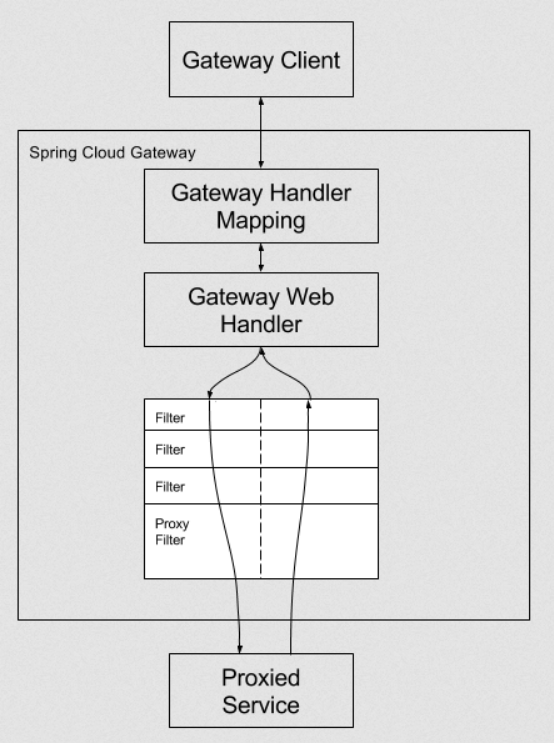 Gateway Client
Spring Cloud Gateway
Gateway Handler
Mapping
Gateway Web
Handler
Filter
Filter
Filter
Proxy
Filter
Proxied
Service